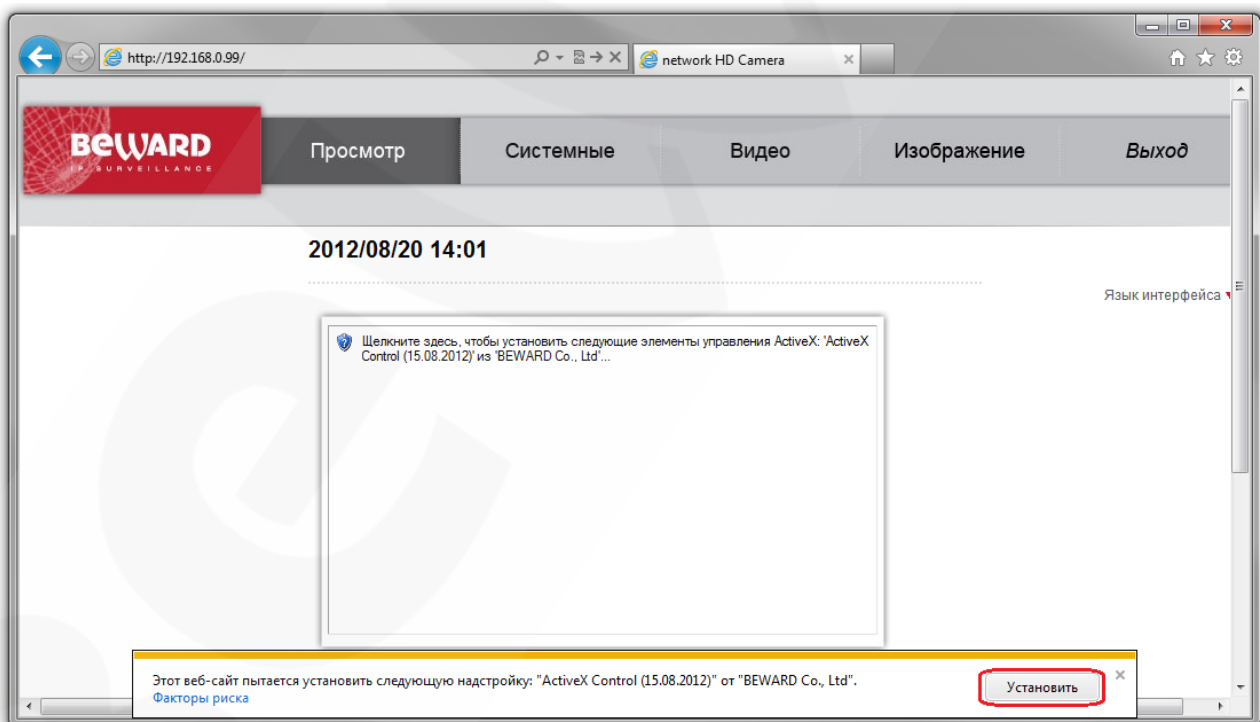 http://192.168.0.99/
network HD Camera
BEWARD
IP SURVEILLANCE
Просмотр
Системные
Видео
Изображение
Выход
2012/08/20 14:01
Язык интерфейса
Щелкните здесь, чтобы установить следующие элементы управления ActiveX: 'ActiveX
Control (15.08.2012)' из 'BEWARD Co., Ltd'...
Этот веб-сайт пытается установить следующую надстройку: "ActiveX Control (15.08.2012)" от "BEWARD Co., Ltd".
Факторы риска
Установить